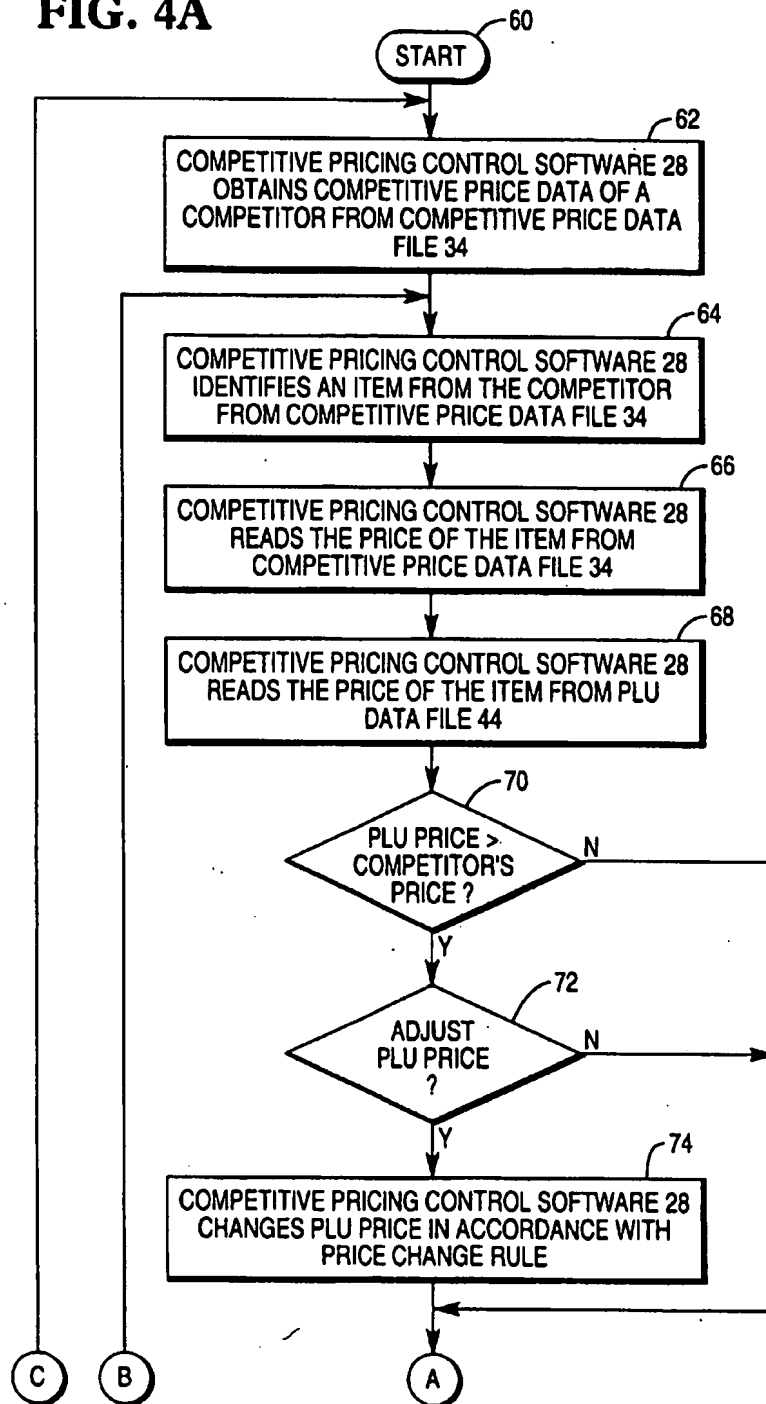 FIG. 4A
60
START
62
COMPETITIVE PRICING CONTROL SOFTWARE 28
OBTAINS COMPETITIVE PRICE DATA OF A
COMPETITOR FROM COMPETITIVE PRICE DATA
FILE 34
64
COMPETITIVE PRICING CONTROL SOFTWARE 28
IDENTIFIES AN ITEM FROM THE COMPETITOR
FROM COMPETITIVE PRICE DATA FILE 34
66
COMPETITIVE PRICING CONTROL SOFTWARE 28
READS THE PRICE OF THE ITEM FROM
COMPETITIVE PRICE DATA FILE 34
68
COMPETITIVE PRICING CONTROL SOFTWARE 28
READS THE PRICE OF THE ITEM FROM PLU
DATA FILE 44
70
PLU PRICE >
COMPETITOR'S
PRICE ?
N
Y
72
ADJUST
PLU PRICE
?
N
Y
74
COMPETITIVE PRICING CONTROL SOFTWARE 28
CHANGES PLU PRICE IN ACCORDANCE WITH
PRICE CHANGE RULE
C
B
A